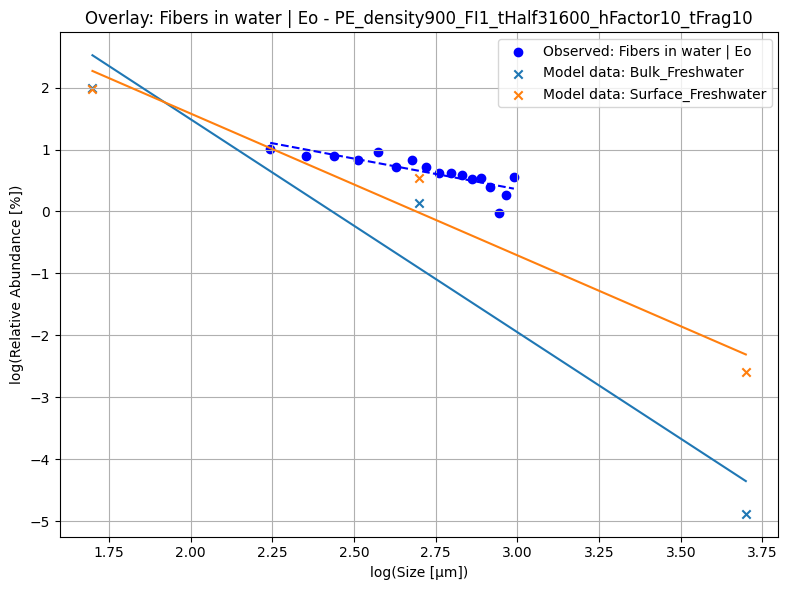 Overlay: Fibers in water | Eo - PE_density900_FI1_tHalf31600_hFactor10_tFrag10
Observed: Fibers in water | Eo
Model data: Bulk_Freshwater
Model data: Surface_Freshwater
log(Relative Abundance [%])
2
1
0
−1
−2
−3
−4
−5
1.75 2.00 2.25 2.50 2.75 3.00 3.25 3.50 3.75
log(Size [µm])